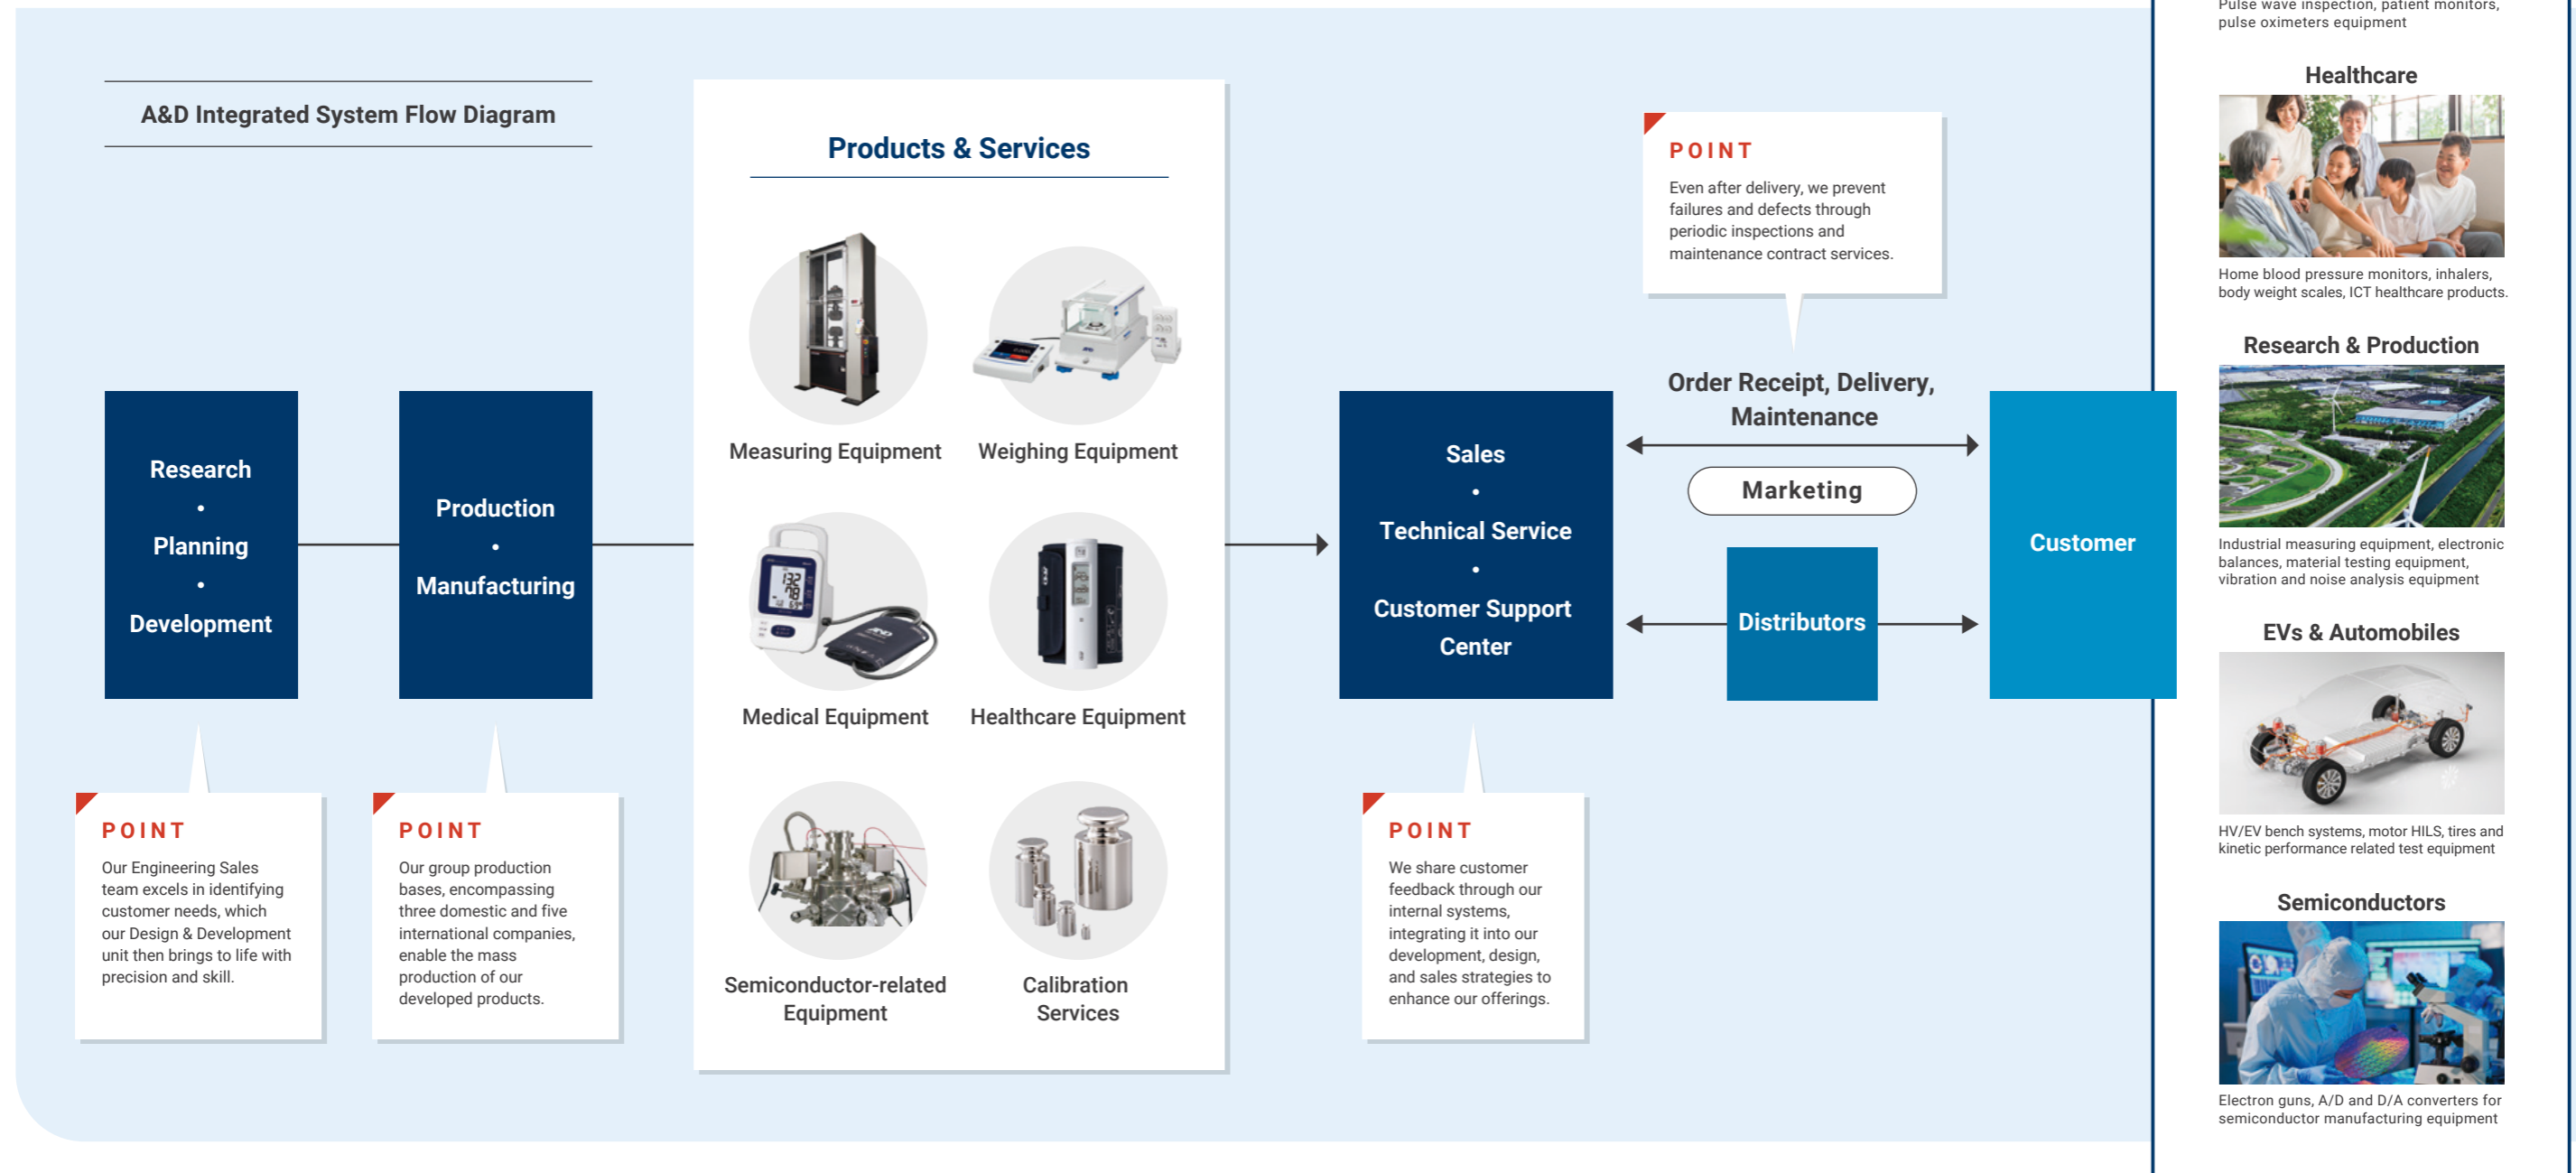 A&D Integrated System Flow Diagram
Research
•
Planning
•
Development
POINT
Our Engineering Sales
team excels in identifying
customer needs, which
our Design & Development
unit then brings to life with
precision and skill.
Production
•
Manufacturing
POINT
Our group production
bases, encompassing
three domestic and five
international companies,
enable the mass
production of our
developed products.
Products & Services
Measuring Equipment
Weighing Equipment
Medical Equipment
Healthcare Equipment
Semiconductor-related
Equipment
Calibration
Services
Sales
•
Technical Service
•
Customer Support
Center
POINT
We share customer
feedback through our
internal systems,
integrating it into our
development, design,
and sales strategies to
enhance our offerings.
POINT
Even after delivery, we prevent
failures and defects through
periodic inspections and
maintenance contract services.
Order Receipt, Delivery,
Maintenance
Marketing
Distributors
Customer
Pulse wave inspection, patient monitors,
pulse oximeters equipment
Healthcare
Home blood pressure monitors, inhalers,
body weight scales, ICT healthcare products.
Research & Production
Industrial measuring equipment, electronic
balances, material testing equipment,
vibration and noise analysis equipment
EVs & Automobiles
HV/EV bench systems, motor HILS, tires and
kinetic performance related test equipment
Semiconductors
Electron guns, A/D and D/A converters for
semiconductor manufacturing equipment